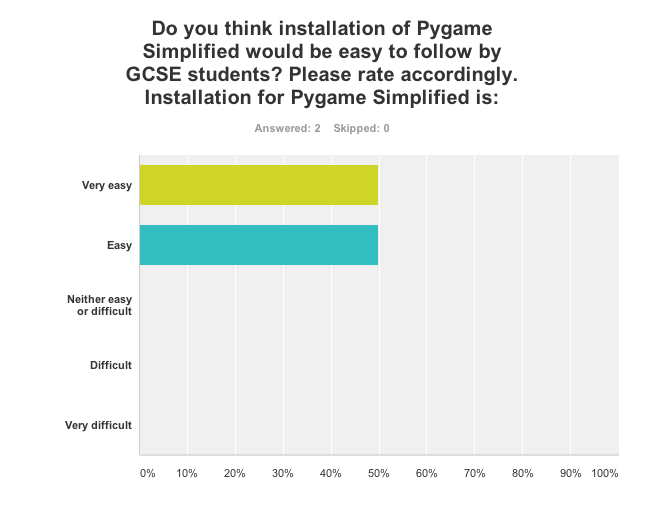 Do you think installation of Pygame
Simplified would be easy to follow by
GCSE students? Please rate accordingly.
Installation for Pygame Simplified is:
Answered: 2 Skipped: 0
Very easy
Easy
Neither easy
or difficult
Difficult
Very difficult
0% 10% 20% 30% 40% 50% 60% 70% 80% 90% 100%